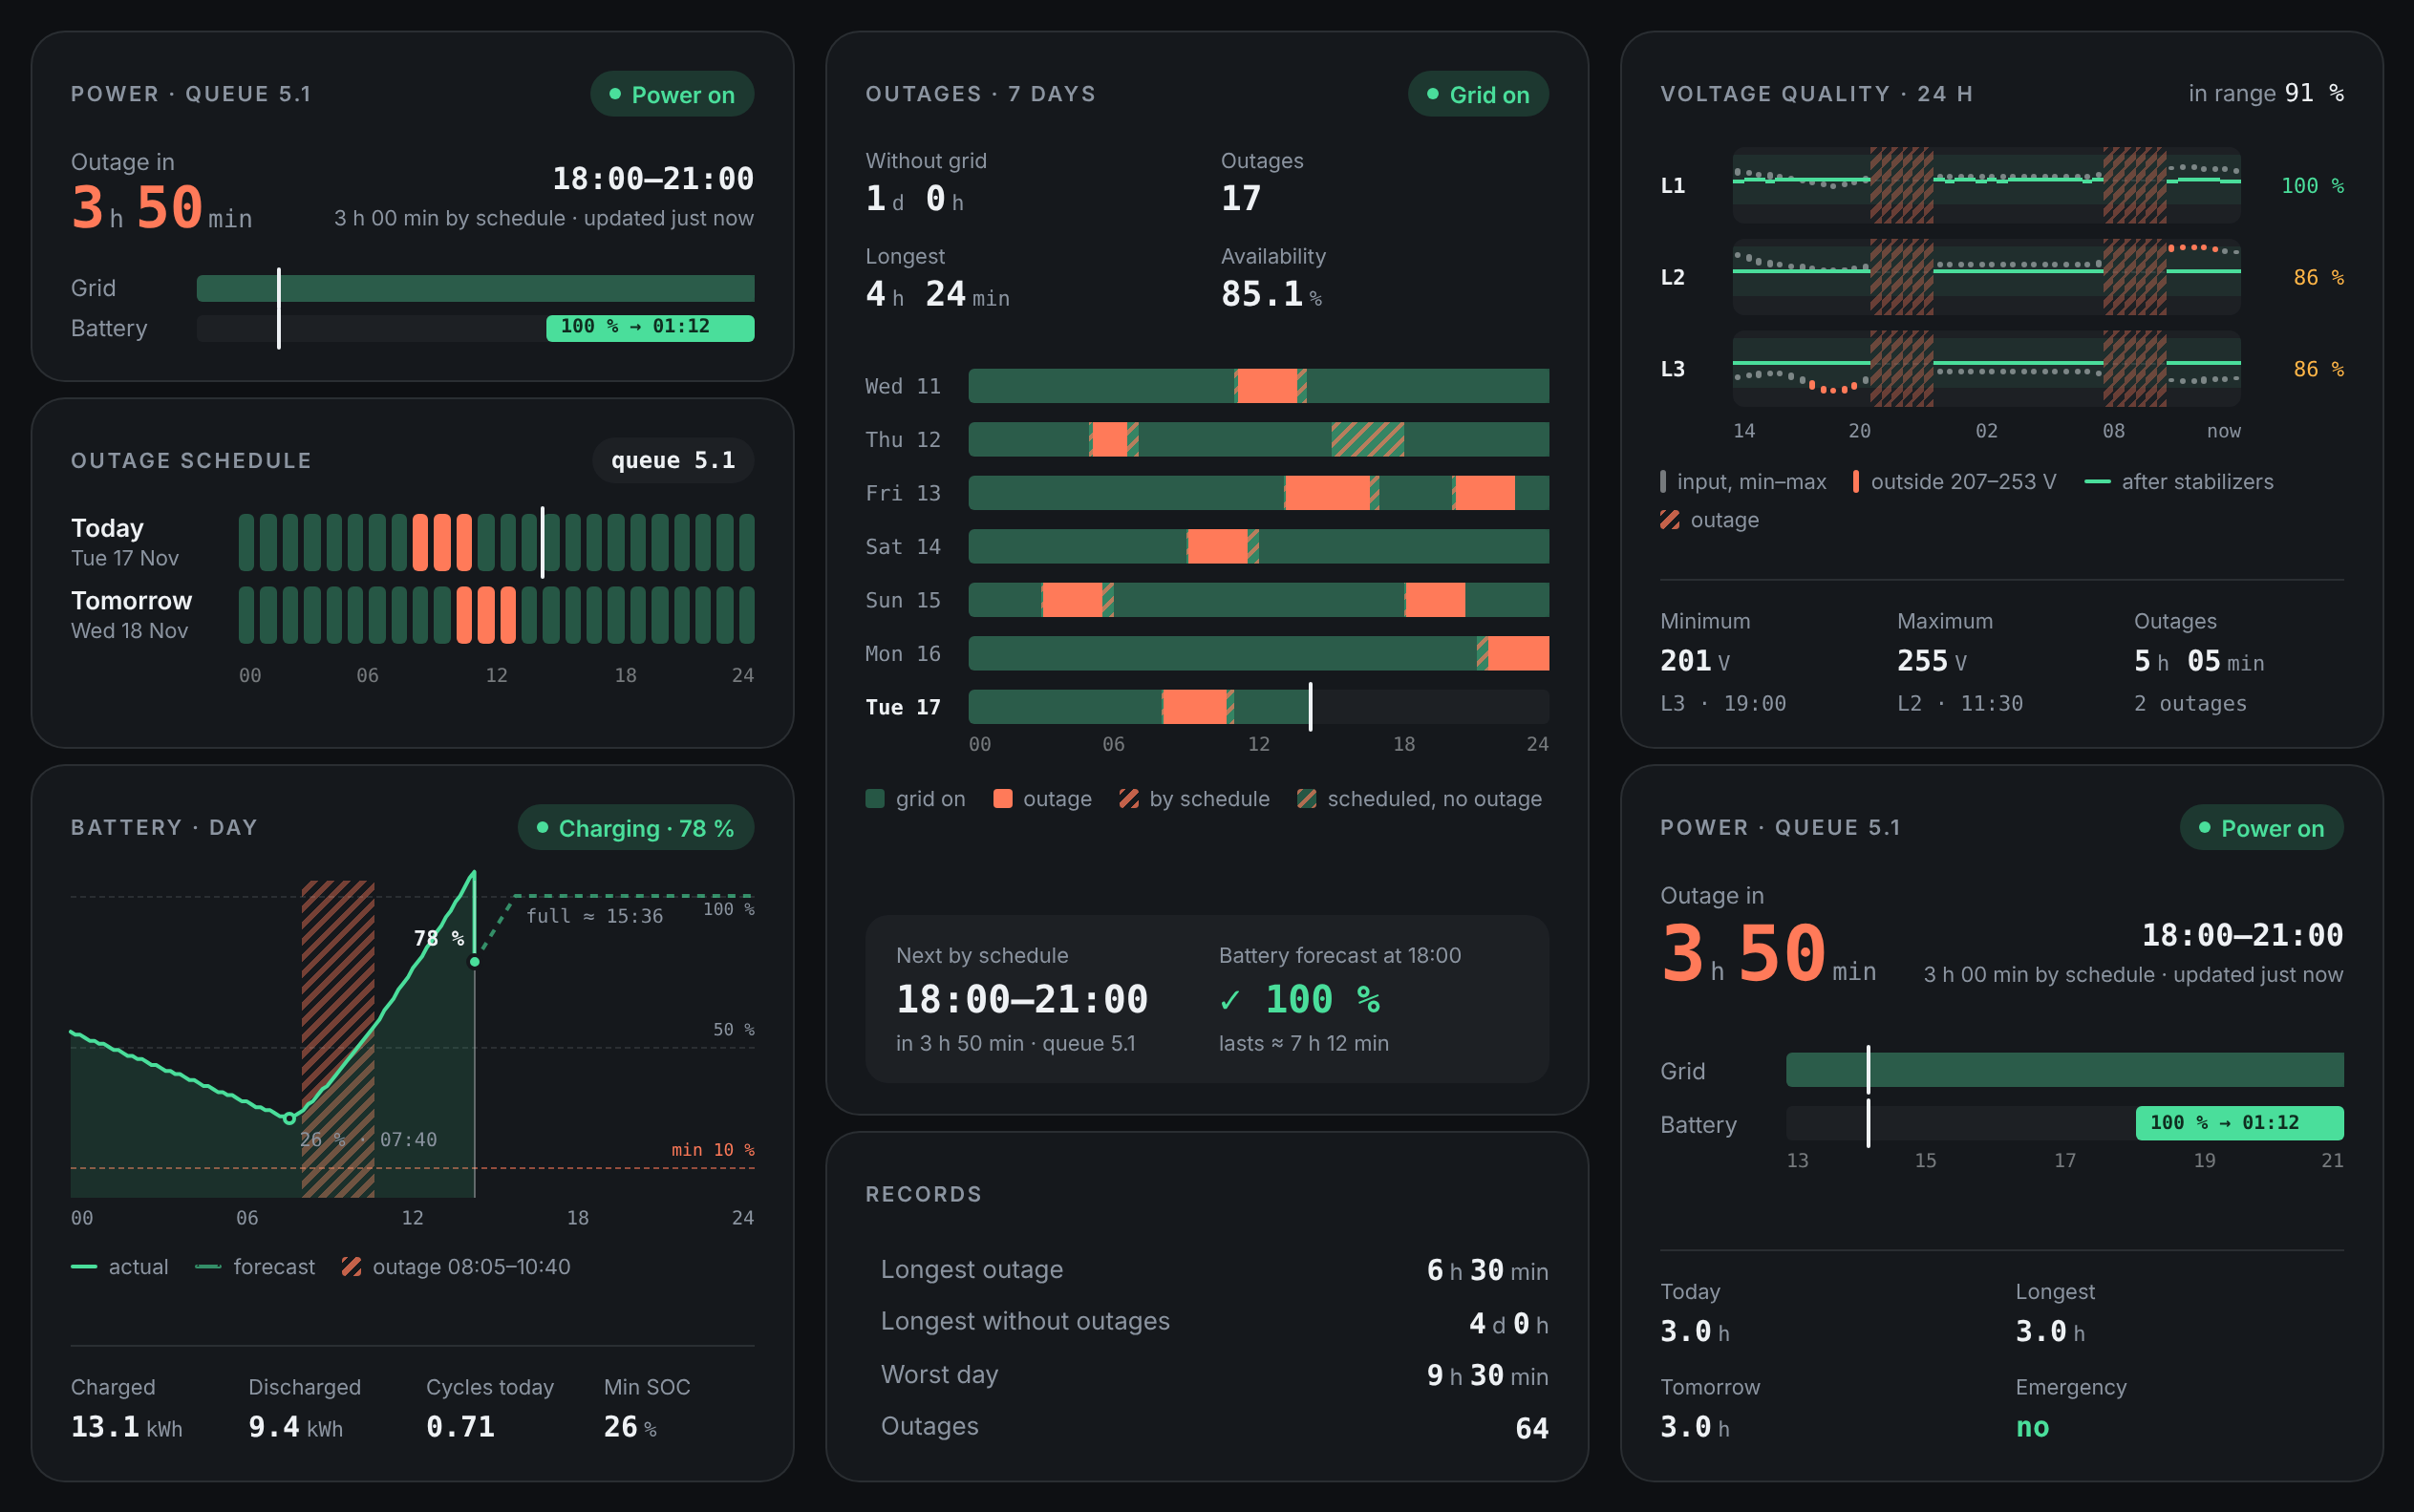 POWER · QUEUE 5.1
Power on
Outage in
3 h 50 min
18:00–21:00
3 h 00 min by schedule · updated just now
Grid
Battery
100 % → 01:12
OUTAGE SCHEDULE
queue 5.1
Today
Tue 17 Nov
Tomorrow
Wed 18 Nov
00 06 12 18 24
BATTERY · DAY
Charging · 78 %
100 %
full ≈ 15:36
78 %
50 %
26 % · 07:40
min 10 %
00 06 12 18 24
actual forecast outage 08:05–10:40
Charged Discharged Cycles today Min SOC
13.1 kWh 9.4 kWh 0.71 26 %
OUTAGES · 7 DAYS
Grid on
Without grid Outages
1 d 0 h 17
Longest Availability
4 h 24 min 85.1 %
Wed 11
Thu 12
Fri 13
Sat 14
Sun 15
Mon 16
Tue 17
00 06 12 18 24
grid on outage by schedule scheduled, no outage
Next by schedule Battery forecast at 18:00
18:00–21:00 ✓ 100 %
in 3 h 50 min · queue 5.1 lasts ≈ 7 h 12 min
RECORDS
Longest outage 6 h 30 min
Longest without outages 4 d 0 h
Worst day 9 h 30 min
Outages 64
VOLTAGE QUALITY · 24 H
in range 91 %
L1 100 %
L2 86 %
L3 86 %
14 20 02 08 now
input, min–max outside 207–253 V after stabilizers
outage
Minimum Maximum Outages
201 V 255 V 5 h 05 min
L3 · 19:00 L2 · 11:30 2 outages
POWER · QUEUE 5.1
Power on
Outage in
3 h 50 min
18:00–21:00
3 h 00 min by schedule · updated just now
Grid
Battery
100 % → 01:12
13 15 17 19 21
Today Longest
3.0 h 3.0 h
Tomorrow Emergency
3.0 h no